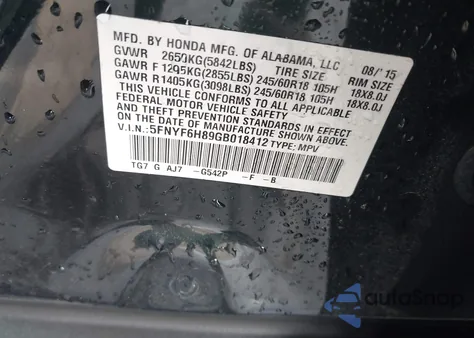 MFD. BY HONDA MFG. OF ALABAMA, LLC 08/'15
GVWR 2650KG(5842LBS) TIRE SIZE RIM SIZE
GAWR F 1295KG(2855LBS) 245/60R18 105H 18X8.0J
GAWR R 1405KG(3098LBS) 245/60R18 105H 18X8.0J
THIS VEHICLE CONFORMS TO ALL APPLICABLE
FEDERAL MOTOR VEHICLE SAFETY STANDARDS
IN EFFECT ON THE DATE OF MANUFACTURE SHOWN ABOVE.
V.I.N.:5FNYF6H89GB018412 TYPE: MPV
TG7 G AJ7 -G542P -F -B
autoSnap